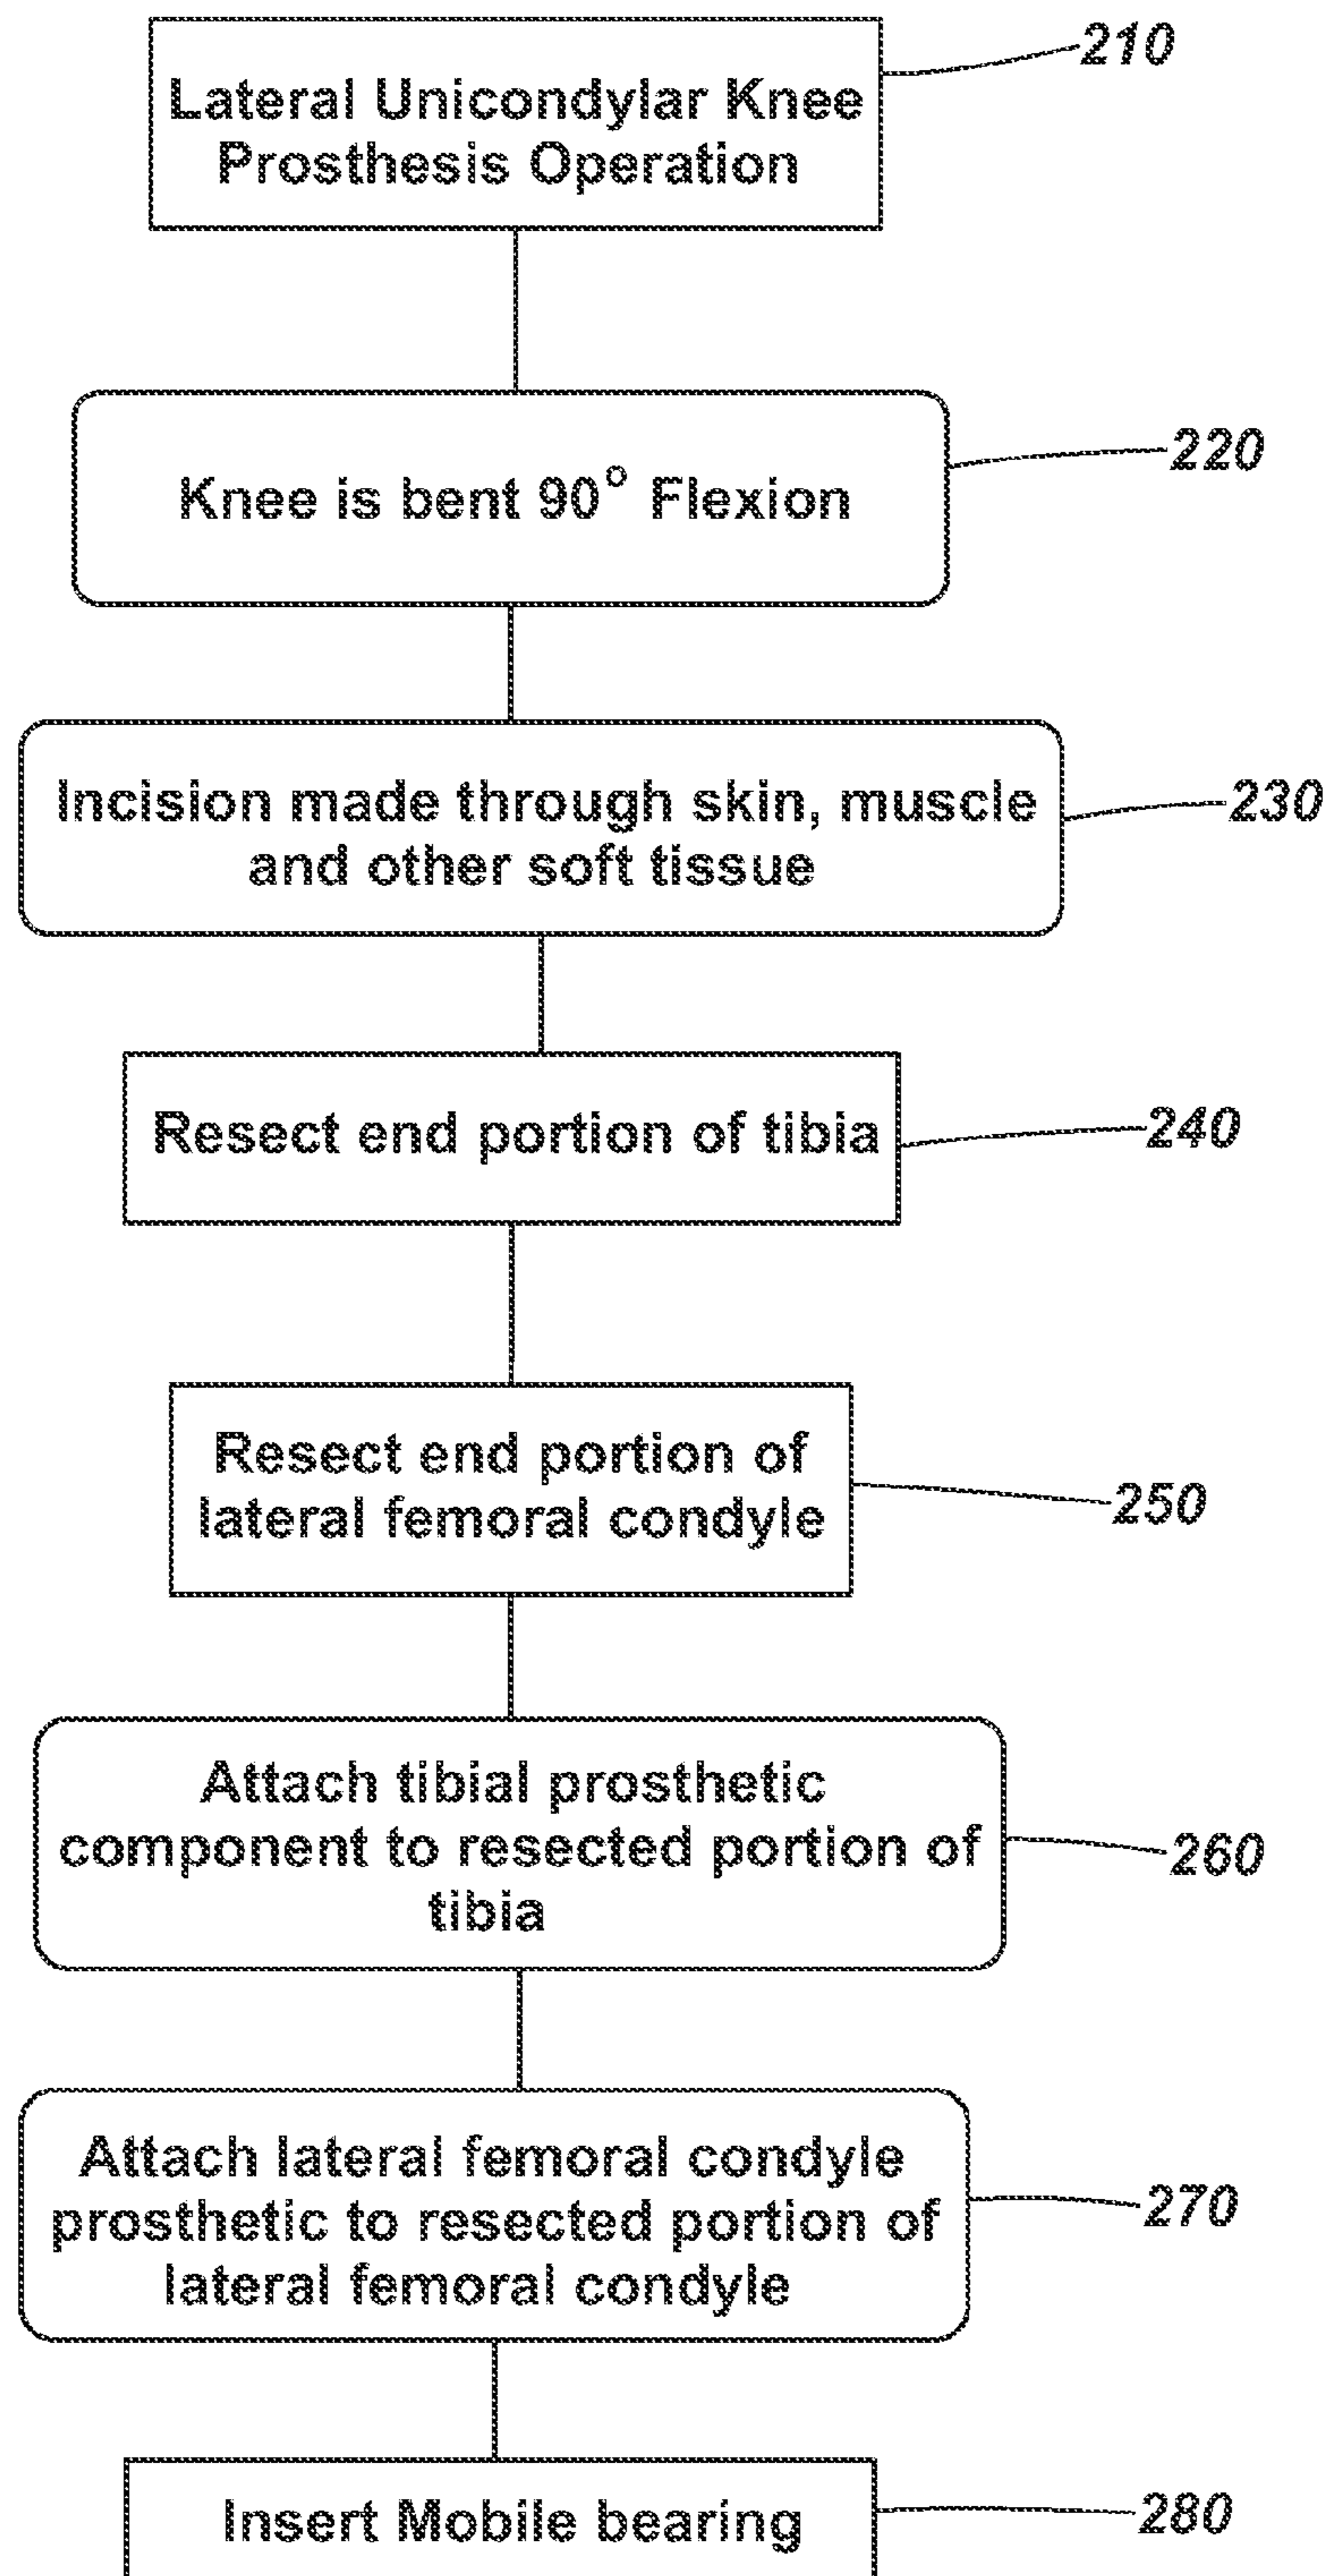 210
Lateral Unicondylar Knee
Prosthesis Operation
220
Knee is bent 90° Flexion
230
Incision made through skin, muscle
and other soft tissue
240
Resect end portion of tibia
250
Resect end portion of
lateral femoral condyle
260
Attach tibial prosthetic
component to resected portion of
tibia
270
Attach lateral femoral condyle
prosthetic to resected portion of
lateral femoral condyle
280
Insert Mobile bearing